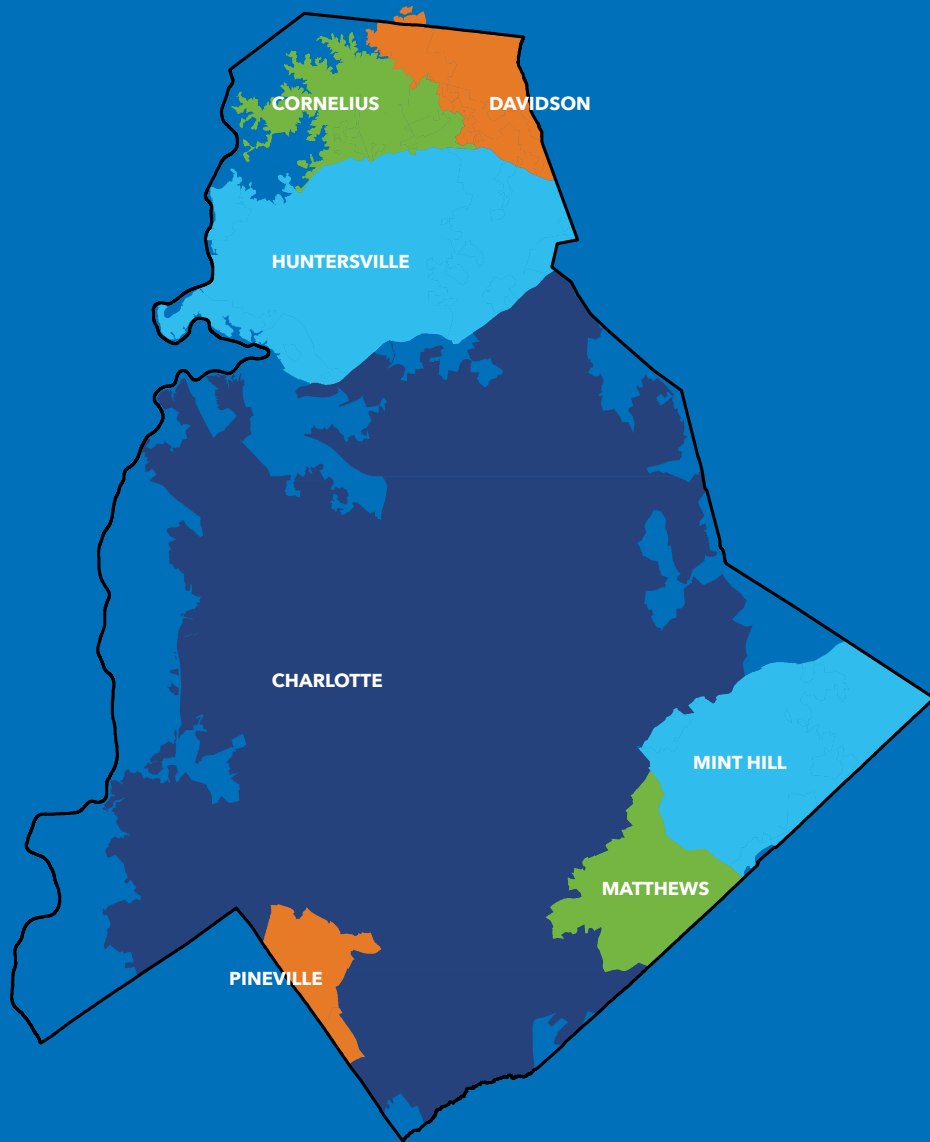 CORNELIUS
DAVIDSON
HUNTERSVILLE
CHARLOTTE
MINT HILL
MATTHEWS
PINEVILLE